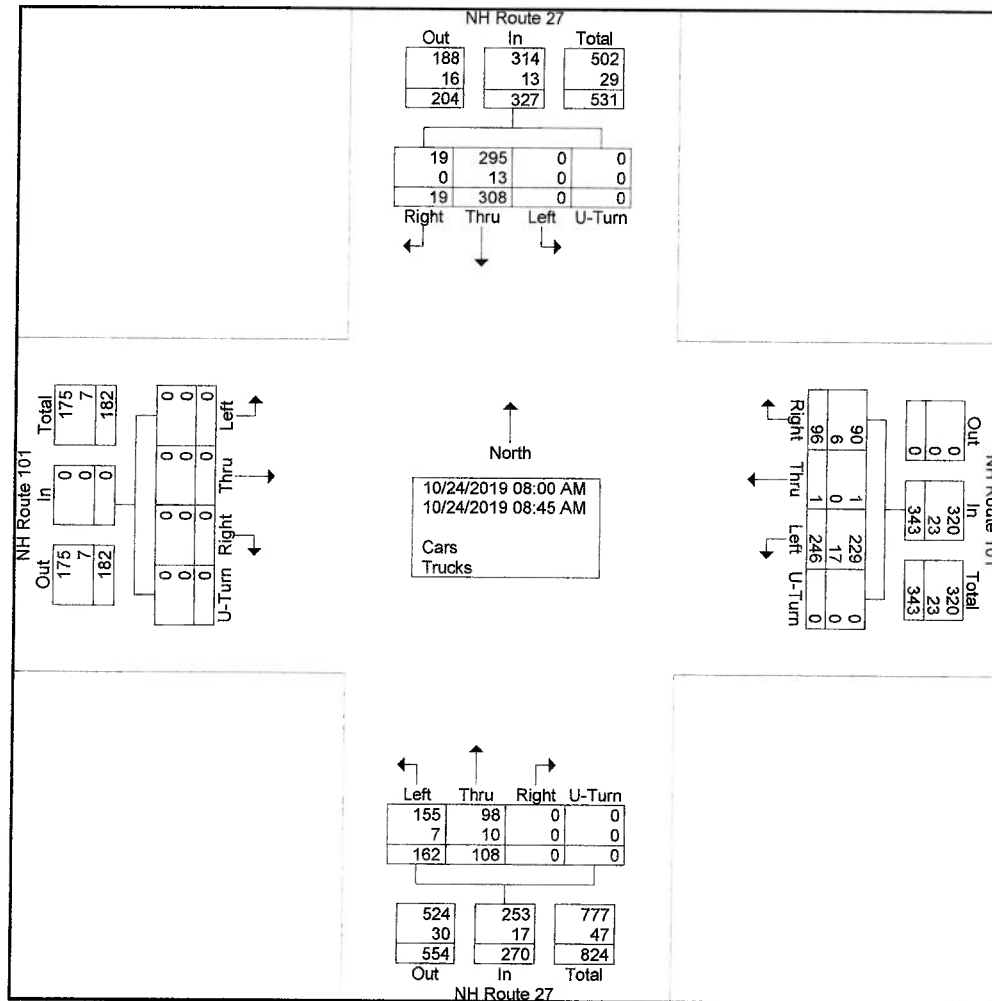 NH Route 27
Out In Total
188 314 502
16 13 29
204 327 531
19 295 0 0
0 13 0 0
19 308 0 0
Right Thru Left U-Turn
NH Route 101
Total In Out
175 0 175
7 0 7
182 0 182
0 0 0 0
0 0 0 0
0 0 0 0
Left Thru Right U-Turn
North
10/24/2019 08:00 AM
10/24/2019 08:45 AM
Cars
Trucks
Right Thru Left U-Turn
90 1 229 0
6 0 17 0
96 1 246 0
Out In Total
0 320 320
0 23 23
0 343 343
NH Route 101
Left Thru Right U-Turn
155 98 0 0
7 10 0 0
162 108 0 0
524 253 777
30 17 47
554 270 824
Out In Total
NH Route 27